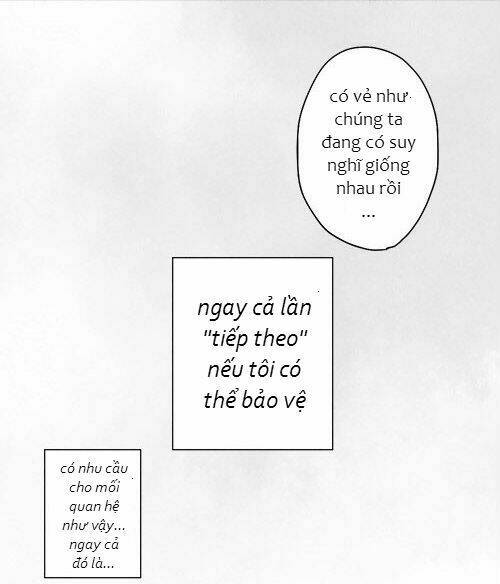 có vẻ như
chúng ta
đang có suy
nghĩ giống
nhau rồi
...
ngay cả lần
"tiếp theo"
nếu tôi có
thể bảo vệ
có nhu cầu
cho mối
quan hệ
như vậy...
ngay cả
đó là...